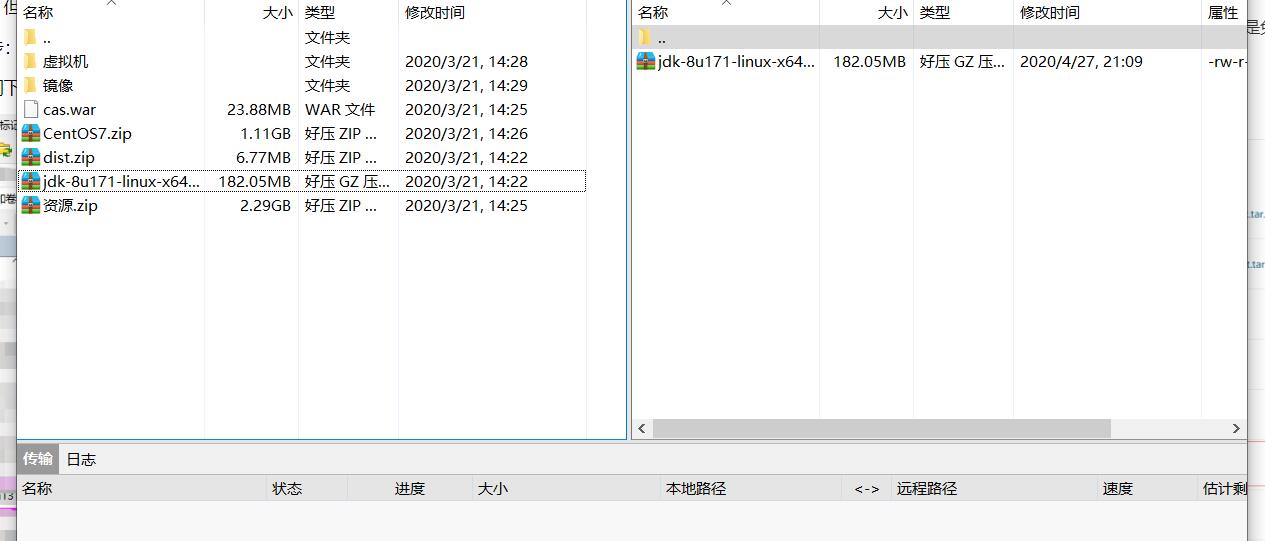 名称 大小 类型 修改时间
.. 文件夹
虚拟机 文件夹 2020/3/21, 14:28
镜像 文件夹 2020/3/21, 14:29
cas.war 23.88MB WAR 文件 2020/3/21, 14:25
CentOS7.zip 1.11GB 好压 ZIP ... 2020/3/21, 14:26
dist.zip 6.77MB 好压 ZIP ... 2020/3/21, 14:22
jdk-8u171-linux-x64... 182.05MB 好压 GZ 压... 2020/3/21, 14:22
资源.zip 2.29GB 好压 ZIP ... 2020/3/21, 14:25
名称 大小 类型 修改时间 属性
..
jdk-8u171-linux-x64... 182.05MB 好压 GZ 压... 2020/4/27, 21:09 -rw-r-
传输 日志
名称 状态 进度 大小 本地路径 <-> 远程路径 速度 估计剩
但
标记
.tar.
t.tar